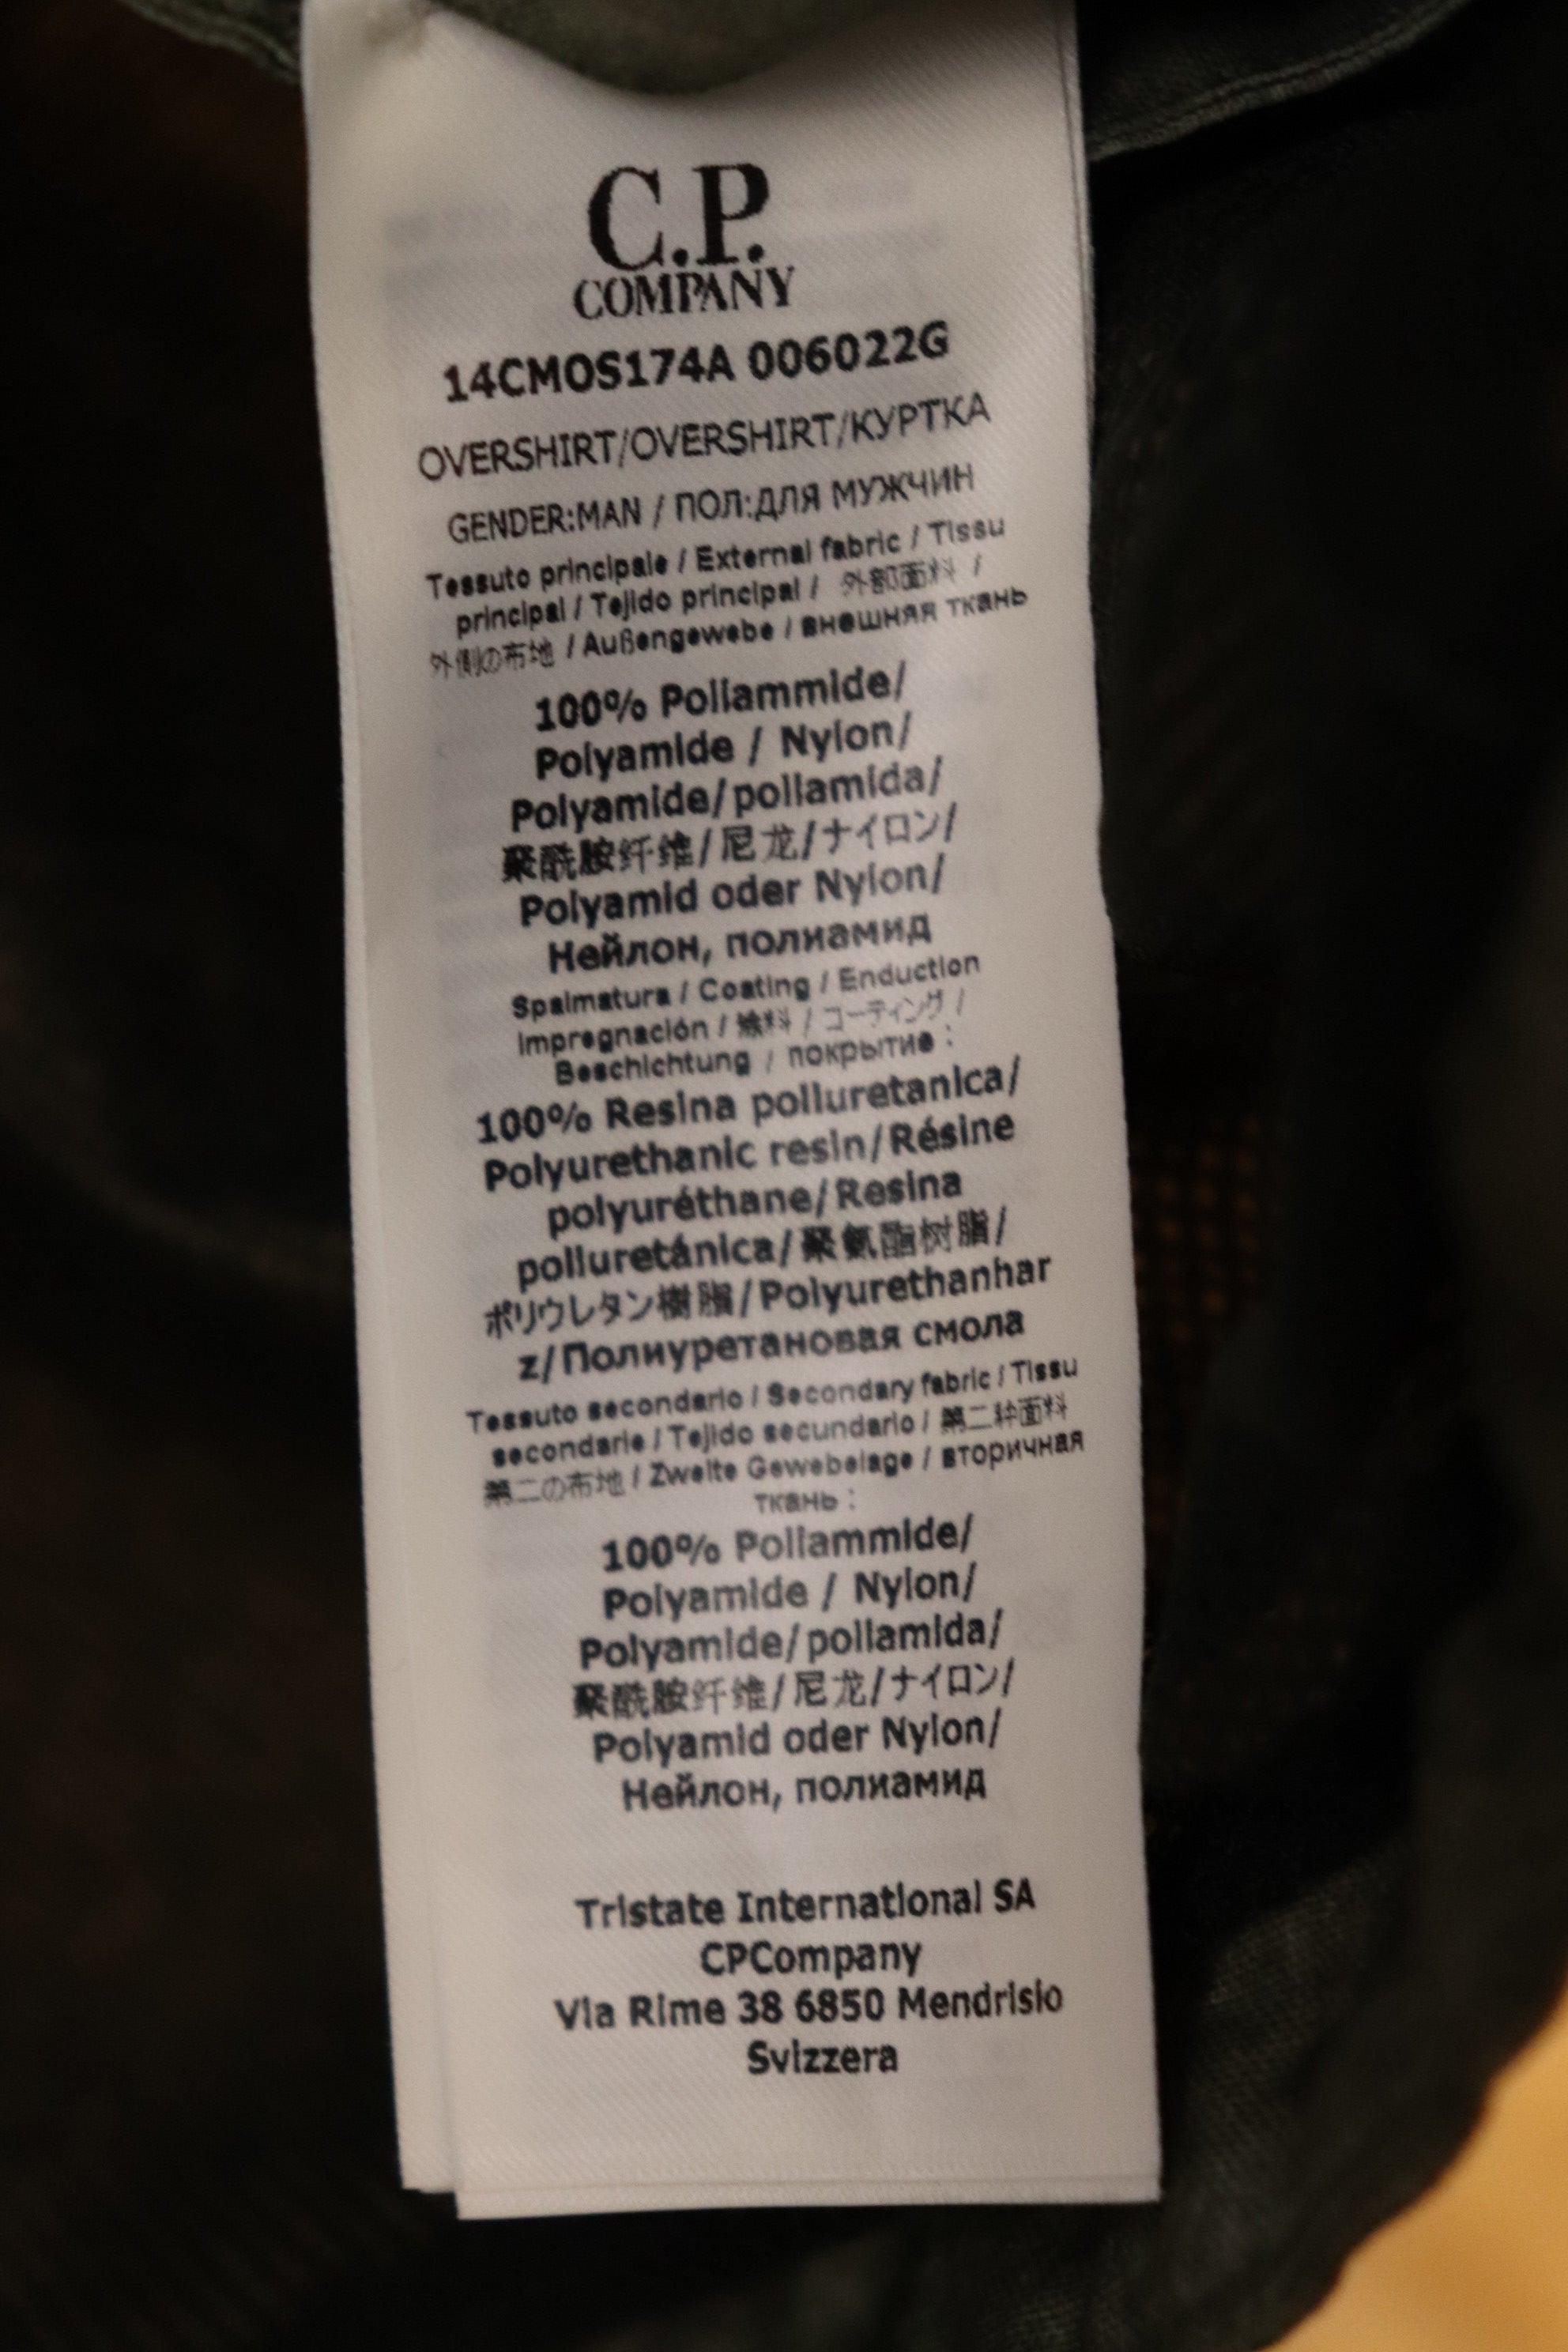 C.P.
COMPANY
14CMOS174A 006022G
OVERSHIRT/OVERSHIRT/КУРТКА
GENDER:MAN / ПОЛ:ДЛЯ МУЖЧИН
Tessuto principale / External fabric / Tissu
principal / Tejido principal / 外部面料 /
外側の布地 / Außengewebe / внешняя ткань
100% Poliammide/
Polyamide / Nylon/
Polyamide/poliamida/
聚酰胺纤维/尼龙/ナイロン/
Polyamid oder Nylon/
Нейлон, полиамид
Spalmatura / Coating / Enduction
Impregnación / 涂料 / コーティング /
Beschichtung / покрытие :
100% Resina poliuretanica/
Polyurethanic resin/Résine
polyuréthane/Resina
poliuretánica/聚氨酯树脂/
ポリウレタン樹脂/Polyurethanhar
z/Полиуретановая смола
Tessuto secondario / Secondary fabric / Tissu
secondarie / Tejido secundario / 第二种面料
第二の布地 / Zweite Gewebelage / вторичная
ткань :
100% Poliammide/
Polyamide / Nylon/
Polyamide/poliamida/
聚酰胺纤维/尼龙/ナイロン/
Polyamid oder Nylon/
Нейлон, полиамид
Tristate International SA
CPCompany
Via Rime 38 6850 Mendrisio
Svizzera